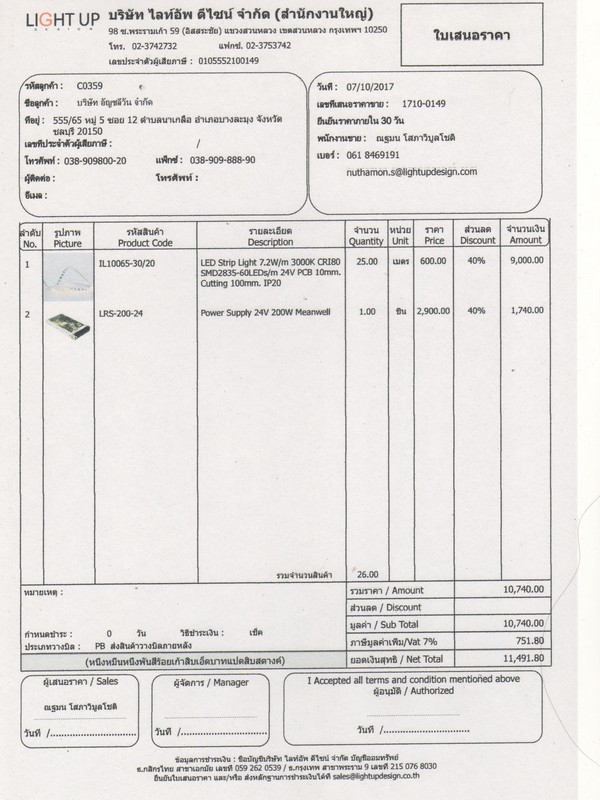 LIGHT UP
DESIGN
บริษัท ไลท์อัพ ดีไซน์ จำกัด (สำนักงานใหญ่)
98 ซ.พระรามเก้า 59 (อิสสระชัย) แขวงสวนหลวง เขตสวนหลวง กรุงเทพฯ 10250
โทร. 02-3742732 แฟกซ์. 02-3753742
เลขประจำตัวผู้เสียภาษี : 0105552100149
ใบเสนอราคา
รหัสลูกค้า : C0359
ชื่อลูกค้า : บริษัท อัญชลีวัน จำกัด
ที่อยู่ : 555/65 หมู่ 5 ซอย 12 ตำบลนาเกลือ อำเภอบางละมุง จังหวัด
ชลบุรี 20150
เลขที่ประจำตัวผู้เสียภาษี : /
โทรศัพท์ : 038-909800-20 แฟ็กซ์ : 038-909-888-90
ผู้ติดต่อ : โทรศัพท์ :
อีเมล :
วันที่ : 07/10/2017
เลขที่เสนอราคาขาย : 1710-0149
ยืนยันราคาภายใน 30 วัน
พนักงานขาย : ณฐมน โสภาวิบูลโชติ
เบอร์ : 061 8469191
nuthamon.s@lightupdesign.com
ลำดับ รูปภาพ รหัสสินค้า รายละเอียด จำนวน หน่วย ราคา ส่วนลด จำนวนเงิน
No. Picture Product Code Description Quantity Unit Price Discount Amount
1 IL10065-30/20 LED Strip Light 7.2W/m 3000K CRI80 25.00 เมตร 600.00 40% 9,000.00
SMD2835-60LEDs/m 24V PCB 10mm.
Cutting 100mm. IP20
2 LRS-200-24 Power Supply 24V 200W Meanwell 1.00 ชิ้น 2,900.00 40% 1,740.00
รวมจำนวนสินค้า 26.00
หมายเหตุ :
รวมราคา / Amount 10,740.00
ส่วนลด / Discount
มูลค่า / Sub Total 10,740.00
กำหนดชำระ : 0 วัน วิธีชำระเงิน : เช็ค
ภาษีมูลค่าเพิ่ม/Vat 7% 751.80
ประเภทวางบิล : PB ส่งสินค้าวางบิลภายหลัง
(หนึ่งหมื่นหนึ่งพันสี่ร้อยเก้าสิบเอ็ดบาทแปดสิบสตางค์) ยอดเงินสุทธิ / Net Total 11,491.80
ผู้เสนอราคา / Sales
ณฐมน โสภาวิบูลโชติ
วันที่ /..........................
ผู้จัดการ / Manager
วันที่ /..........................
I Accepted all terms and condition mentioned above
ผู้อนุมัติ / Authorized
วันที่ /..........................
ข้อมูลการชำระเงิน : ชื่อบัญชีบริษัท ไลท์อัพ ดีไซน์ จำกัด บัญชีออมทรัพย์
ธ.กสิกรไทย สาขาเอกมัย เลขที่ 059 262 0539 / ธ.กรุงเทพ สาขาพระราม 9 เลขที่ 215 076 8030
ยืนยันใบเสนอราคา และ/หรือ ส่งหลักฐานการชำระเงินได้ที่ sales@lightupdesign.co.th